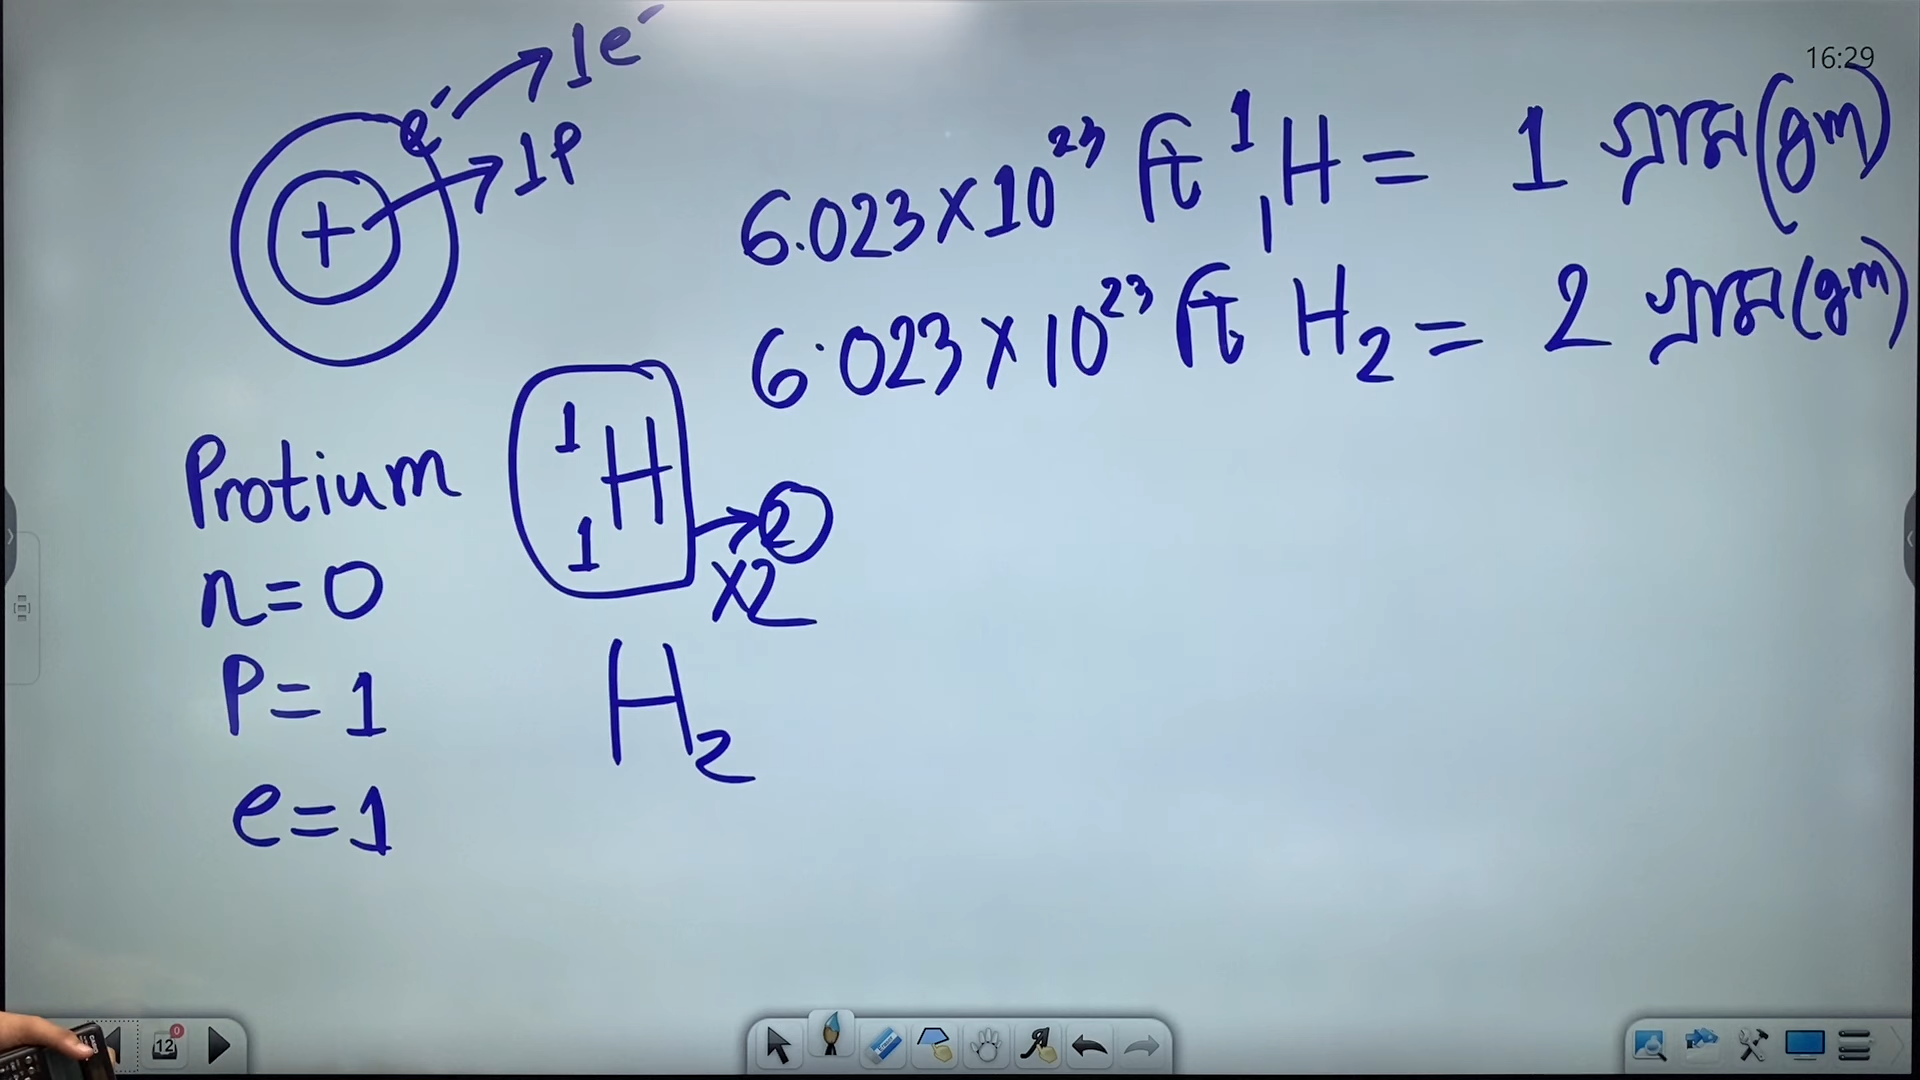 16:29
1e⁻
e⁻
1P
+
6.023×10²³ টি ¹₁H = 1 গ্রাম (gm)
6.023×10²³ টি H₂ = 2 গ্রাম (gm)
Protium
n=0
P=1
e=1
¹₁H → e
×2
H₂
12
0